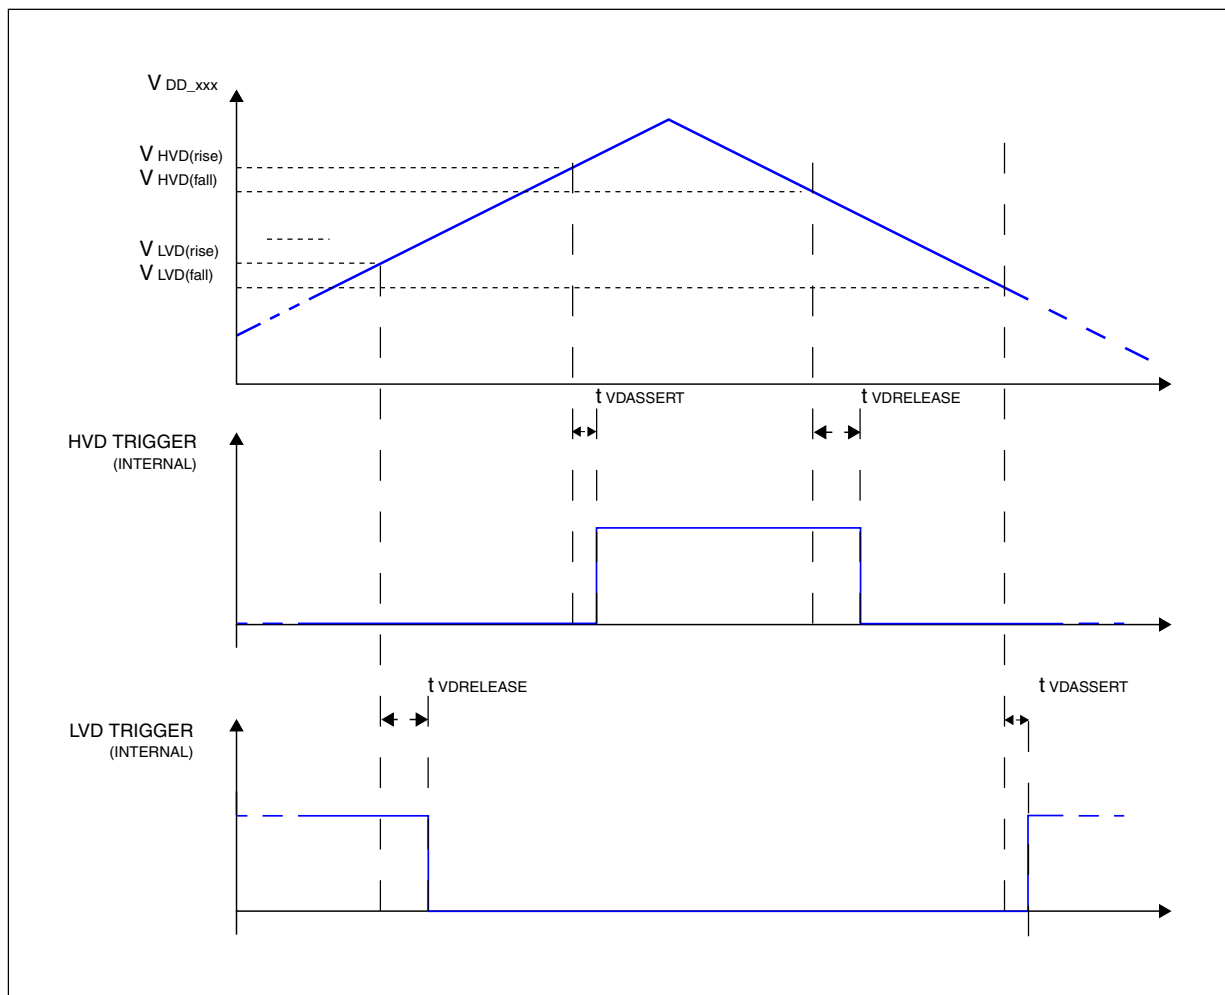 V DD_xxx
V HVD(rise)
V HVD(fall)
V LVD(rise)
V LVD(fall)
t VDASSERT
t VDRELEASE
HVD TRIGGER
(INTERNAL)
t VDRELEASE
t VDASSERT
LVD TRIGGER
(INTERNAL)